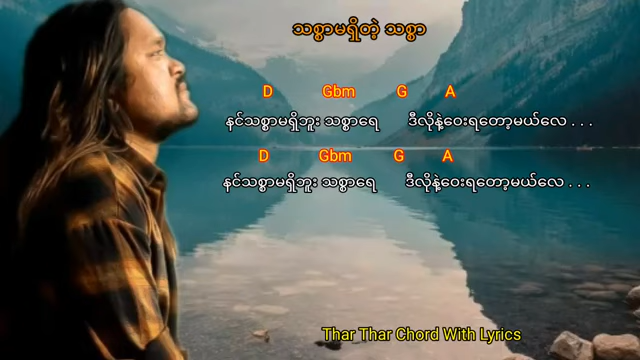 သစ္စာမရှိတဲ့ သစ္စာ
D Gbm G A
နင်သစ္စာမရှိဘူး သစ္စာရေ ဒီလိုနဲ့ဝေးရတော့မယ်လေ . . .
D Gbm G A
နင်သစ္စာမရှိဘူး သစ္စာရေ ဒီလိုနဲ့ဝေးရတော့မယ်လေ . . .
Thar Thar Chord With Lyrics